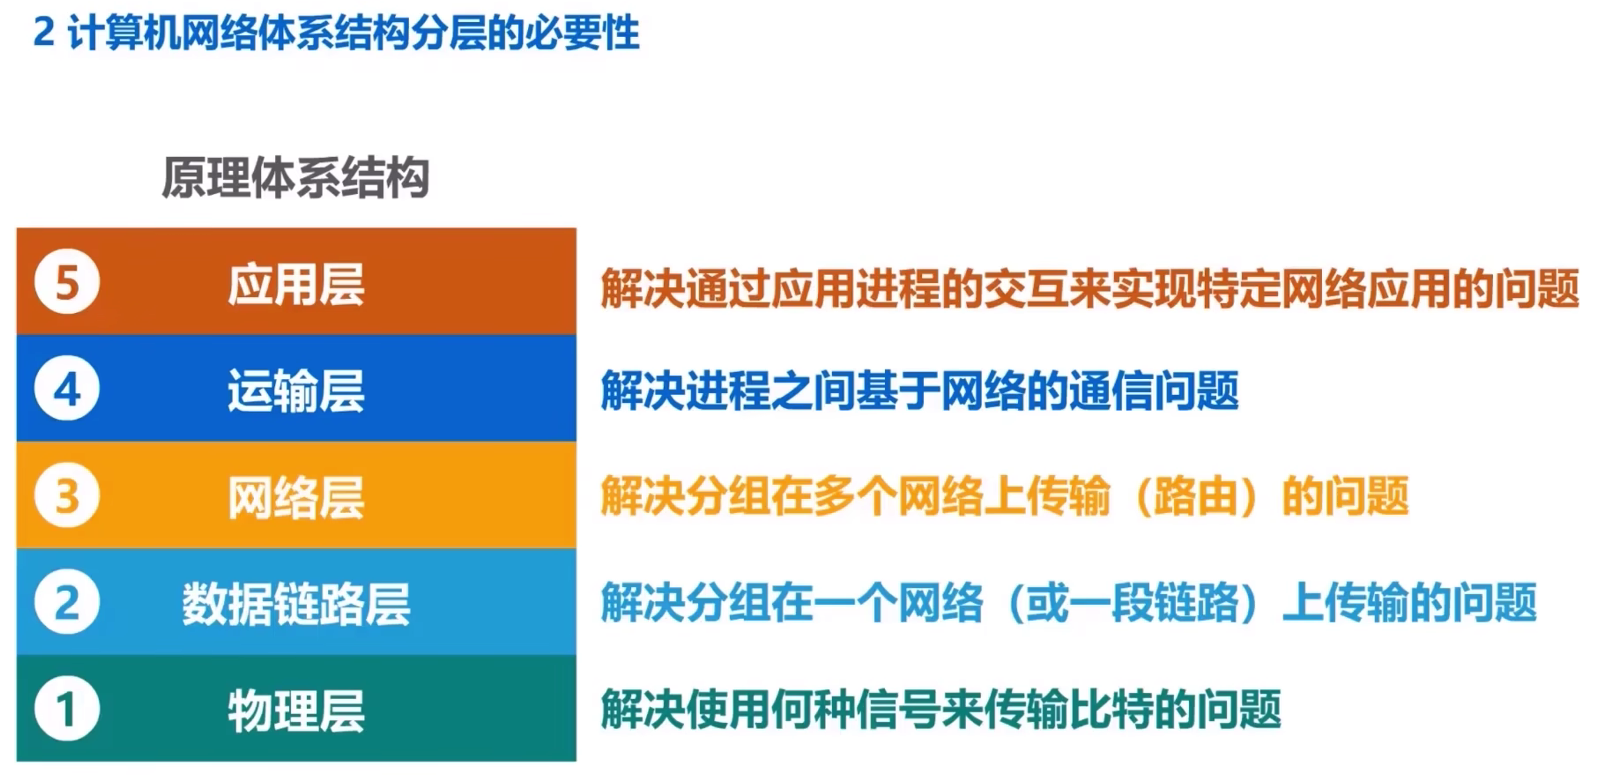 2 计算机网络体系结构分层的必要性
原理体系结构
5 应用层 解决通过应用进程的交互来实现特定网络应用的问题
4 运输层 解决进程之间基于网络的通信问题
3 网络层 解决分组在多个网络上传输（路由）的问题
2 数据链路层 解决分组在一个网络（或一段链路）上传输的问题
1 物理层 解决使用何种信号来传输比特的问题